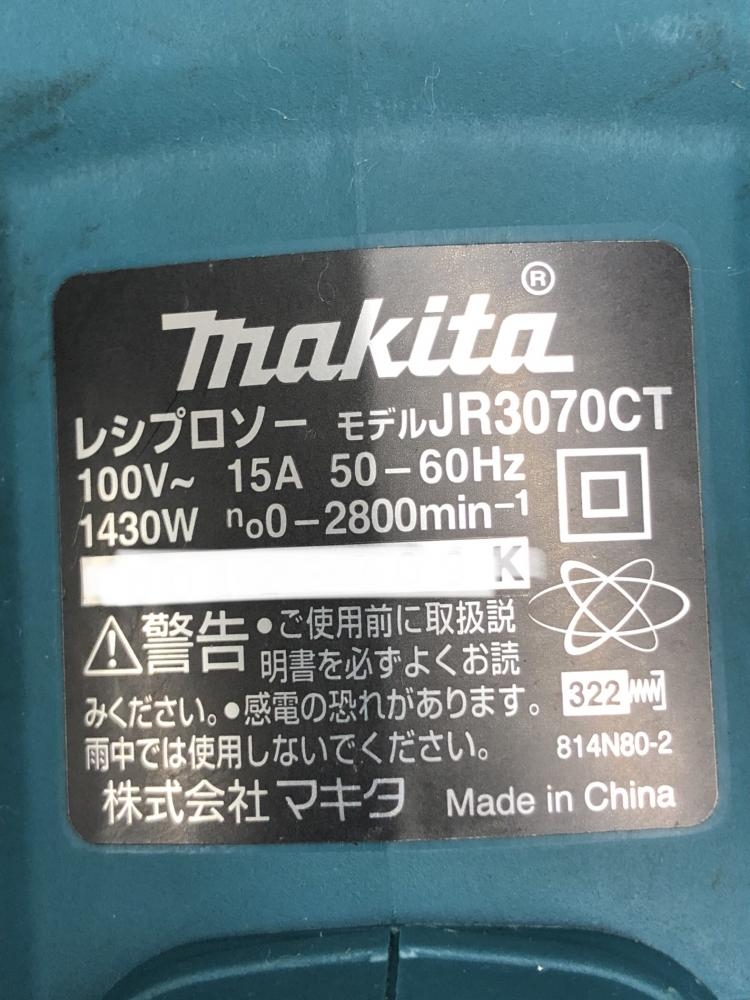 makita®
レシプロソー モデルJR3070CT
100V~ 15A 50-60Hz
1430W n₀0-2800min⁻¹
K
⚠警告 •ご使用前に取扱説
明書を必ずよくお読
みください。•感電の恐れがあります。
雨中では使用しないでください。
322
814N80-2
株式会社マキタ Made in China